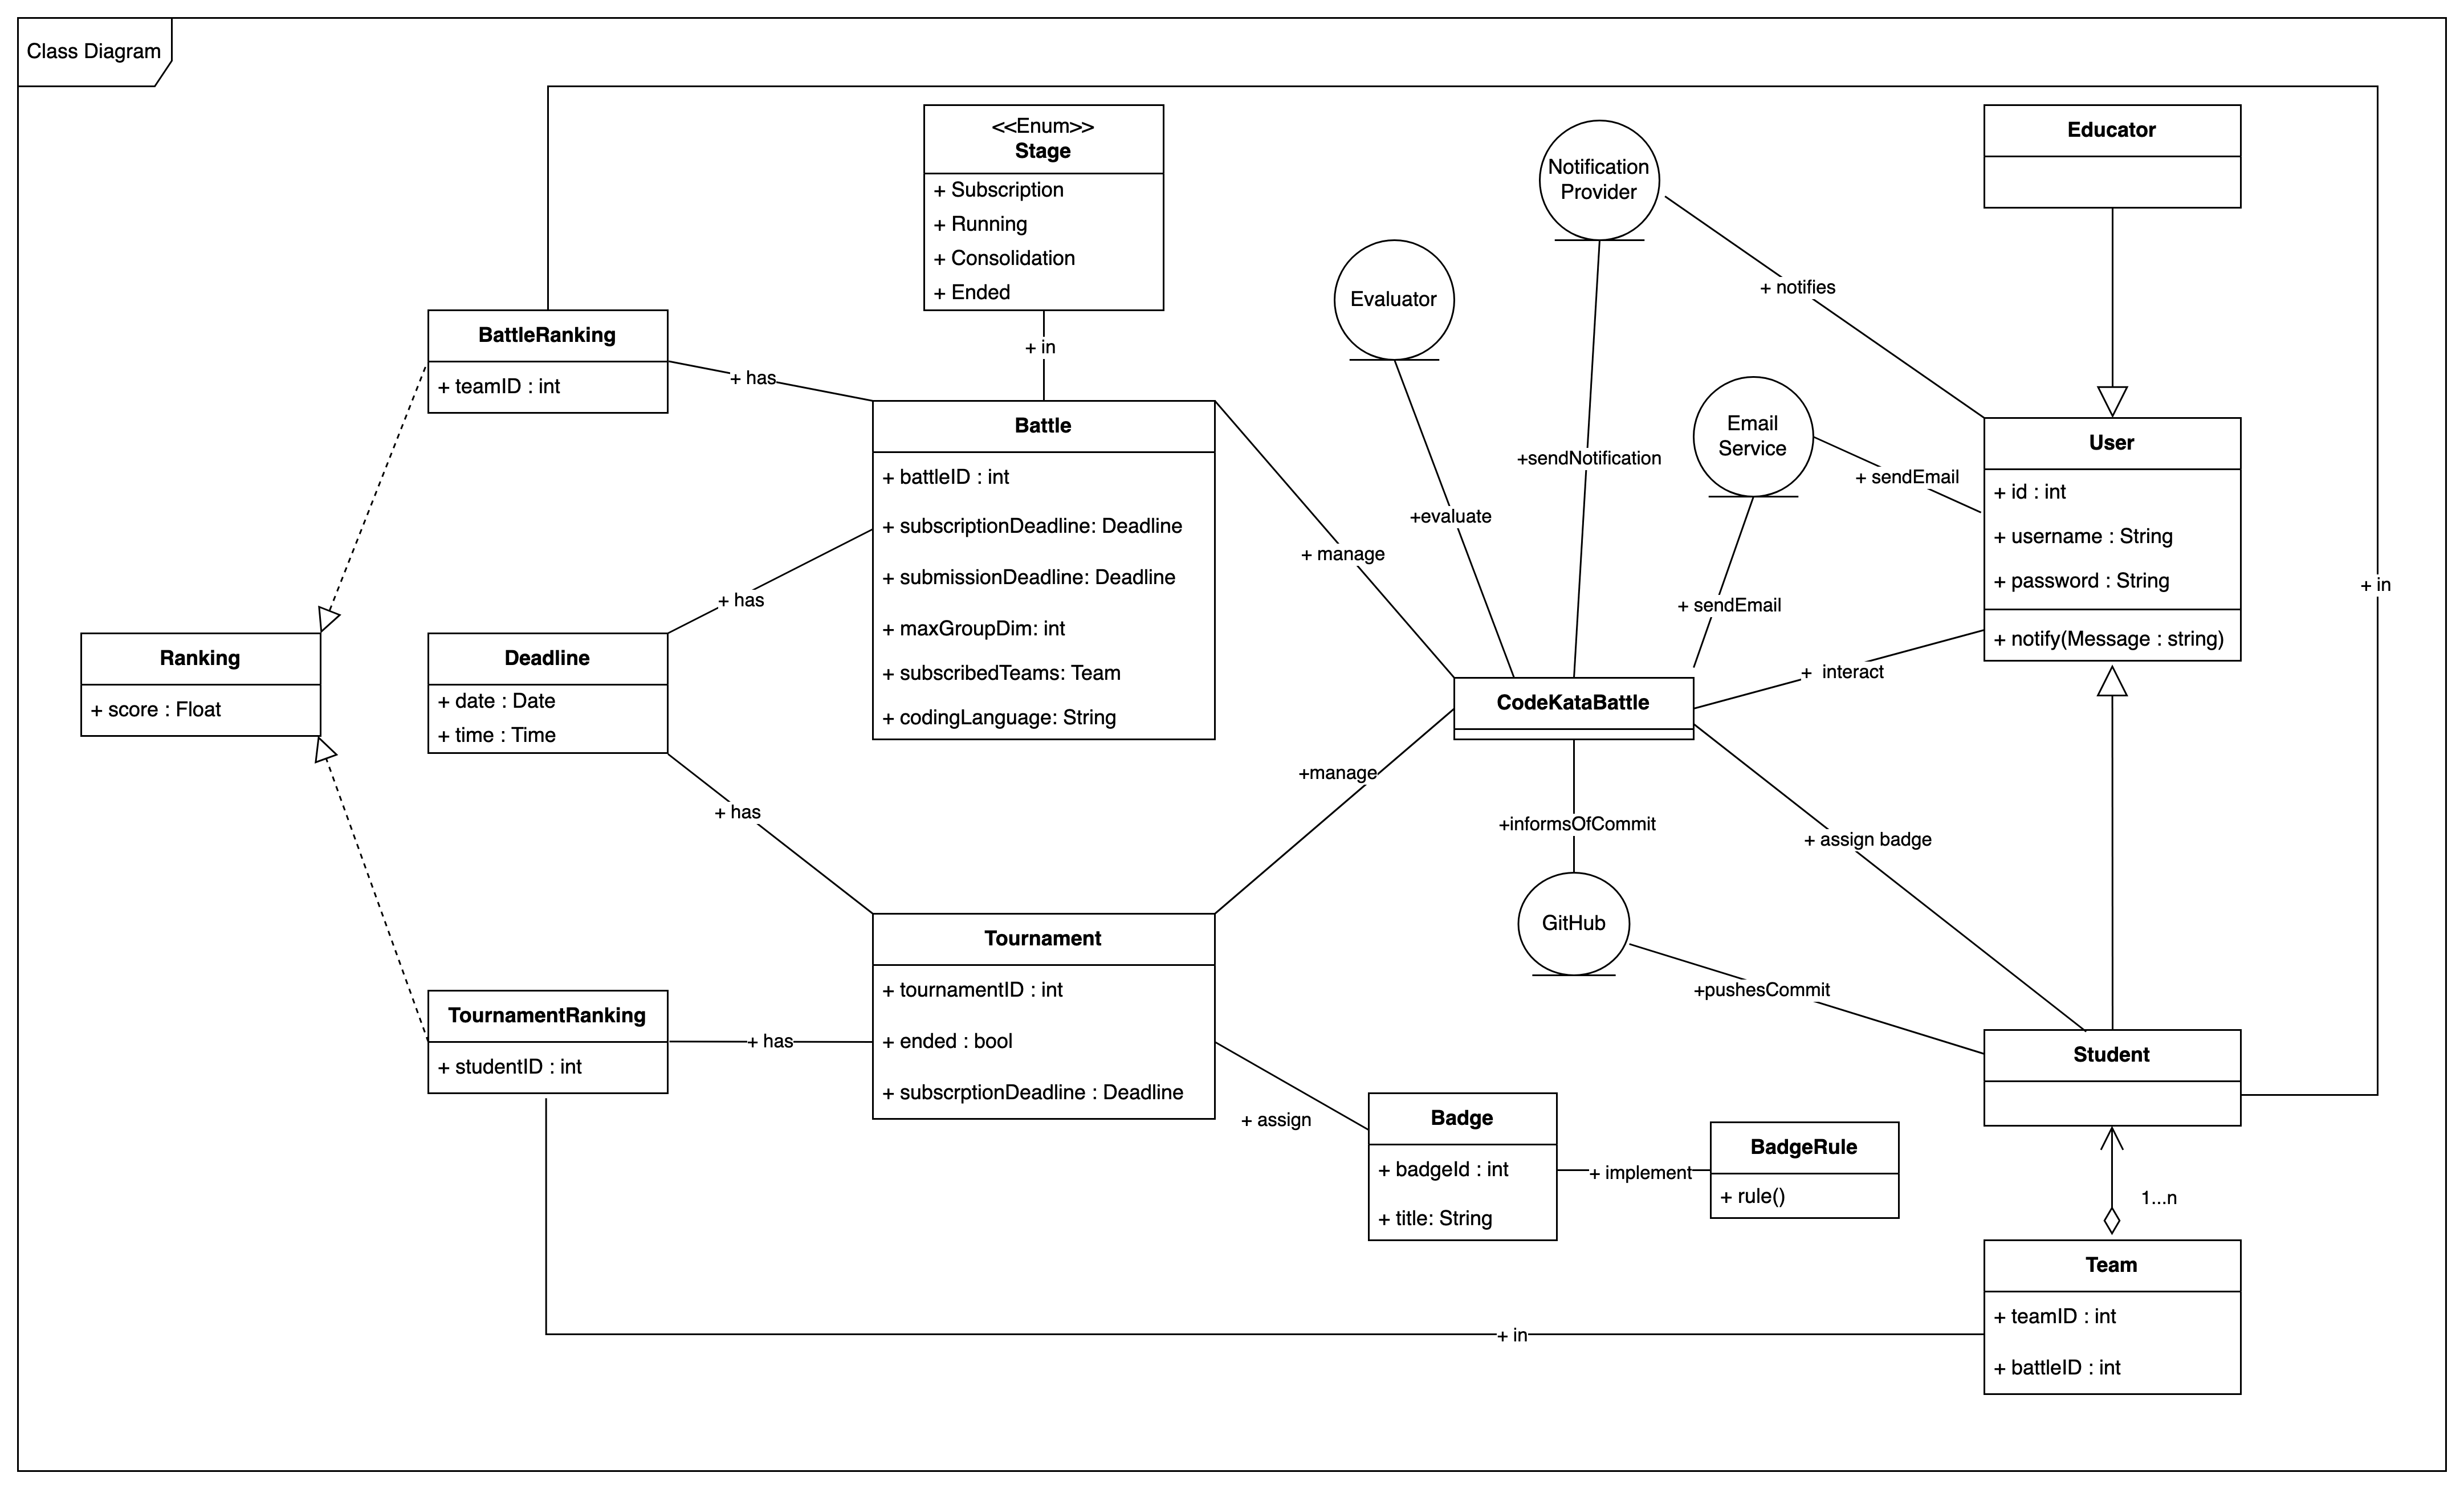 Class Diagram
<<Enum>>
Stage
+ Subscription
+ Running
+ Consolidation
+ Ended
+ in
Notification
Provider
Evaluator
Educator
+ notifies
BattleRanking
+ teamID : int
+ has
Battle
+ battleID : int
+ subscriptionDeadline: Deadline
+ submissionDeadline: Deadline
+ maxGroupDim: int
+ subscribedTeams: Team
+ codingLanguage: String
+ manage
+evaluate
+sendNotification
Email
Service
+ sendEmail
+ sendEmail
User
+ id : int
+ username : String
+ password : String
+ notify(Message : string)
+ in
+ has
Ranking
+ score : Float
Deadline
+ date : Date
+ time : Time
+ interact
CodeKataBattle
+ has
+manage
+informsOfCommit
+ assign badge
GitHub
+pushesCommit
Tournament
+ tournamentID : int
+ ended : bool
+ subscrptionDeadline : Deadline
TournamentRanking
+ studentID : int
+ has
+ assign
Badge
+ badgeId : int
+ title: String
+ implement
BadgeRule
+ rule()
Student
1...n
Team
+ teamID : int
+ battleID : int
+ in